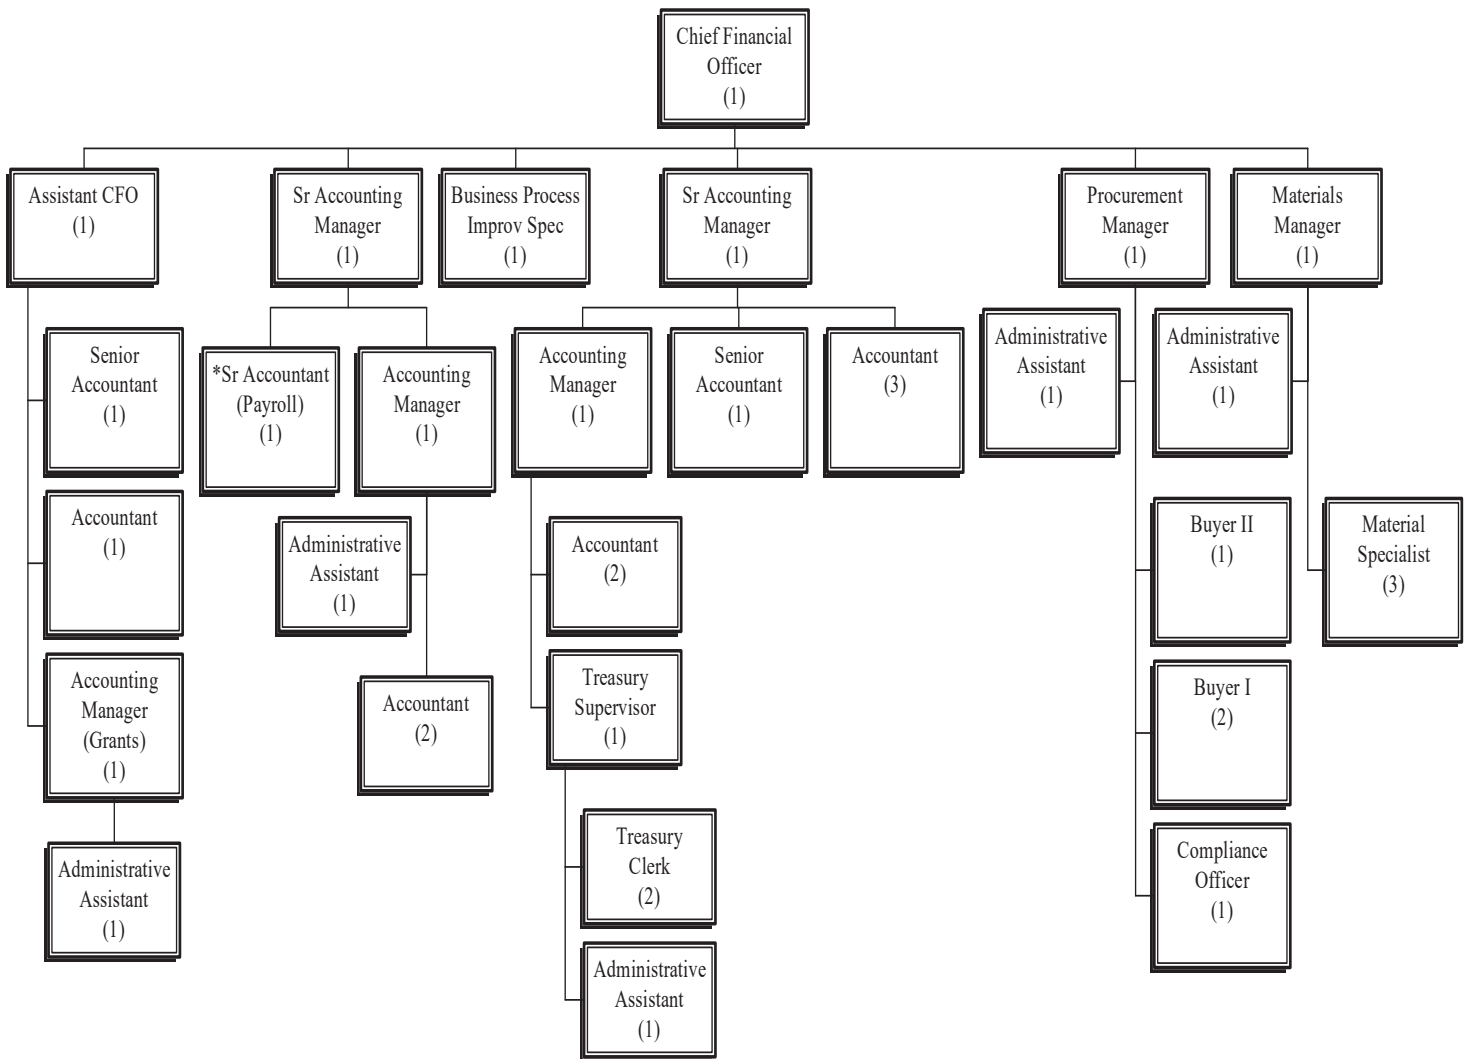 Chief Financial
Officer
(1)
Assistant CFO
(1)
Sr Accounting
Manager
(1)
Business Process
Improv Spec
(1)
Sr Accounting
Manager
(1)
Procurement
Manager
(1)
Materials
Manager
(1)
Senior
Accountant
(1)
*Sr Accountant
(Payroll)
(1)
Accounting
Manager
(1)
Accounting
Manager
(1)
Senior
Accountant
(1)
Accountant
(3)
Administrative
Assistant
(1)
Administrative
Assistant
(1)
Accountant
(1)
Administrative
Assistant
(1)
Accountant
(2)
Buyer II
(1)
Material
Specialist
(3)
Accounting
Manager
(Grants)
(1)
Accountant
(2)
Treasury
Supervisor
(1)
Buyer I
(2)
Administrative
Assistant
(1)
Treasury
Clerk
(2)
Compliance
Officer
(1)
Administrative
Assistant
(1)